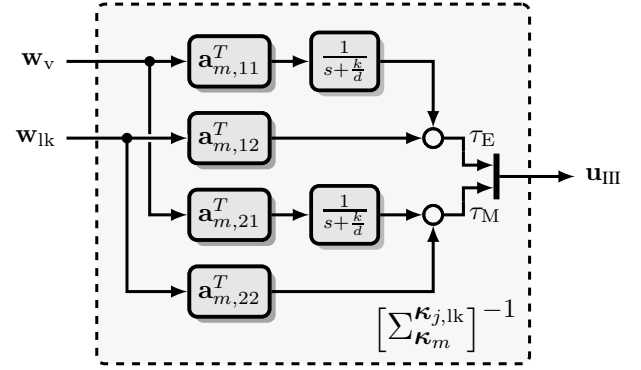 w_v
a^T_{m,11}
1/(s+k/d)
w_lk
a^T_{m,12}
τ_E
u_III
a^T_{m,21}
1/(s+k/d)
τ_M
a^T_{m,22}
[∑^{κ_{j,lk}}_{κ_m}]^{-1}